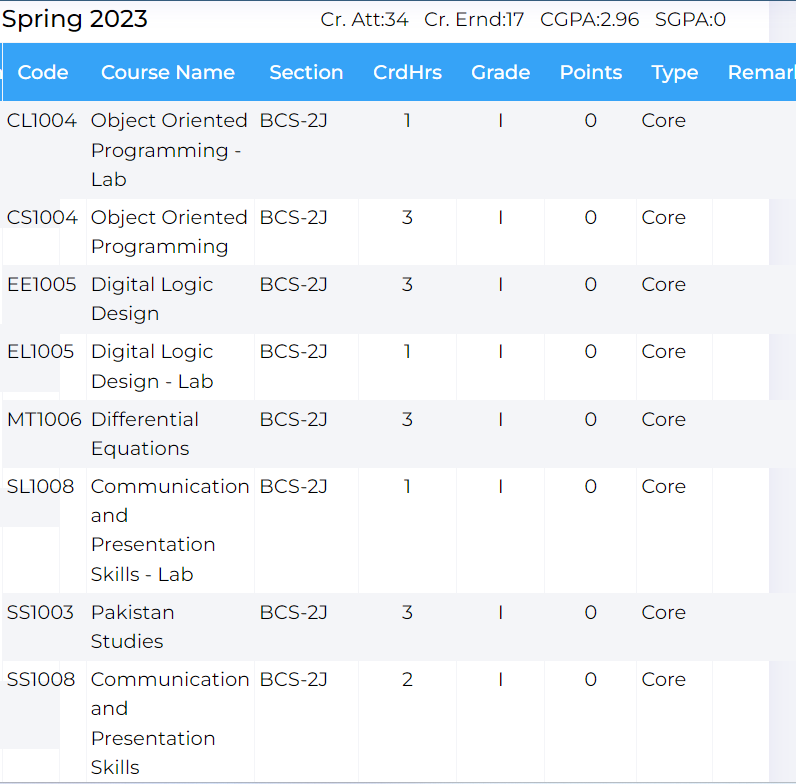 Spring 2023 Cr. Att:34 Cr. Ernd:17 CGPA:2.96 SGPA:0
Code Course Name Section CrdHrs Grade Points Type Remar
CL1004 Object Oriented BCS-2J 1 I 0 Core
Programming -
Lab
CS1004 Object Oriented BCS-2J 3 I 0 Core
Programming
EE1005 Digital Logic BCS-2J 3 I 0 Core
Design
EL1005 Digital Logic BCS-2J 1 I 0 Core
Design - Lab
MT1006 Differential BCS-2J 3 I 0 Core
Equations
SL1008 Communication BCS-2J 1 I 0 Core
and
Presentation
Skills - Lab
SS1003 Pakistan BCS-2J 3 I 0 Core
Studies
SS1008 Communication BCS-2J 2 I 0 Core
and
Presentation
Skills